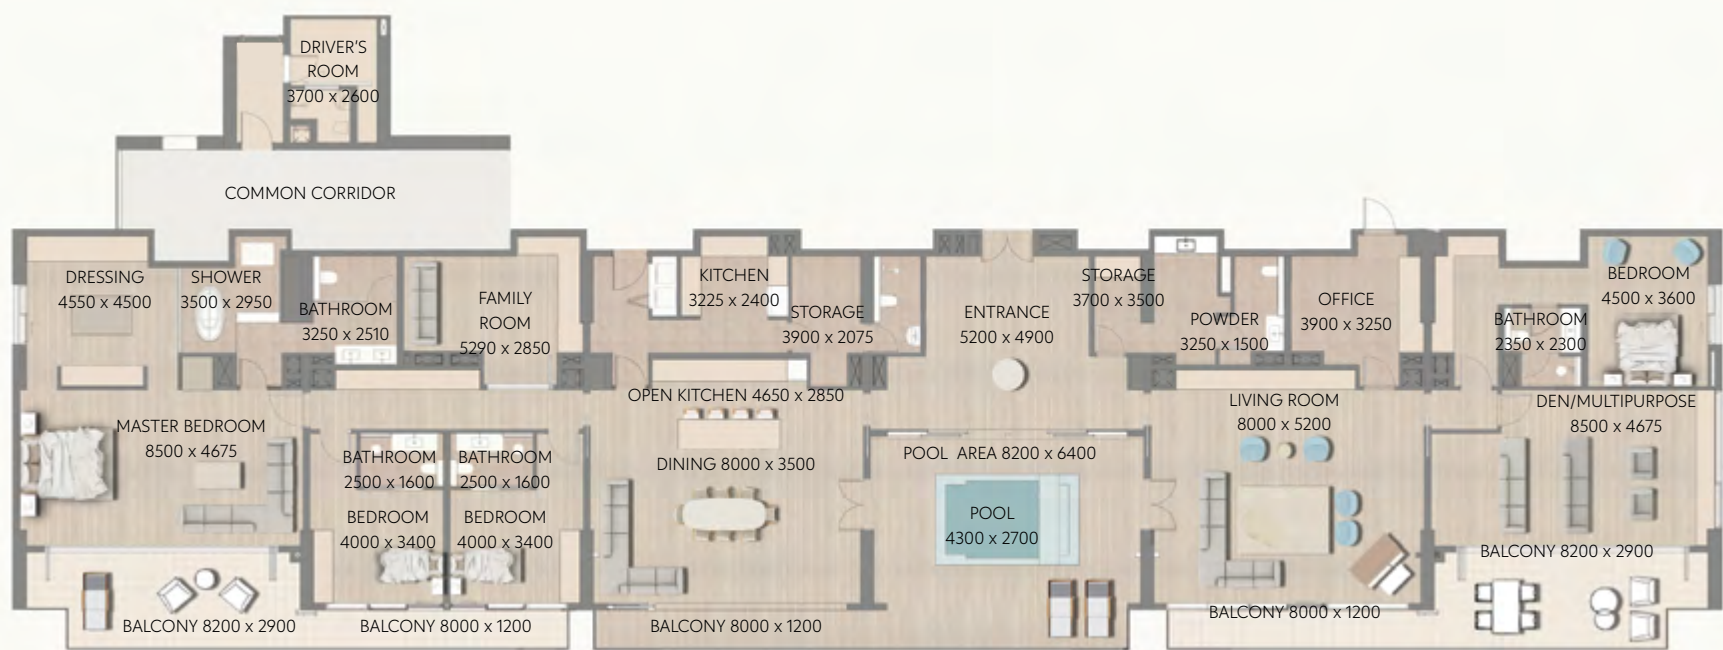 DRIVER'S
ROOM
3700 x 2600
COMMON CORRIDOR
DRESSING
4550 x 4500
SHOWER
3500 x 2950
BATHROOM
3250 x 2510
FAMILY
ROOM
5290 x 2850
KITCHEN
3225 x 2400
STORAGE
3900 x 2075
ENTRANCE
5200 x 4900
STORAGE
3700 x 3500
POWDER
3250 x 1500
OFFICE
3900 x 3250
BATHROOM
2350 x 2300
BEDROOM
4500 x 3600
MASTER BEDROOM
8500 x 4675
BATHROOM
2500 x 1600
BATHROOM
2500 x 1600
BEDROOM
4000 x 3400
BEDROOM
4000 x 3400
OPEN KITCHEN 4650 x 2850
DINING 8000 x 3500
POOL AREA 8200 x 6400
POOL
4300 x 2700
LIVING ROOM
8000 x 5200
DEN/MULTIPURPOSE
8500 x 4675
BALCONY 8200 x 2900
BALCONY 8000 x 1200
BALCONY 8000 x 1200
BALCONY 8000 x 1200
BALCONY 8200 x 2900